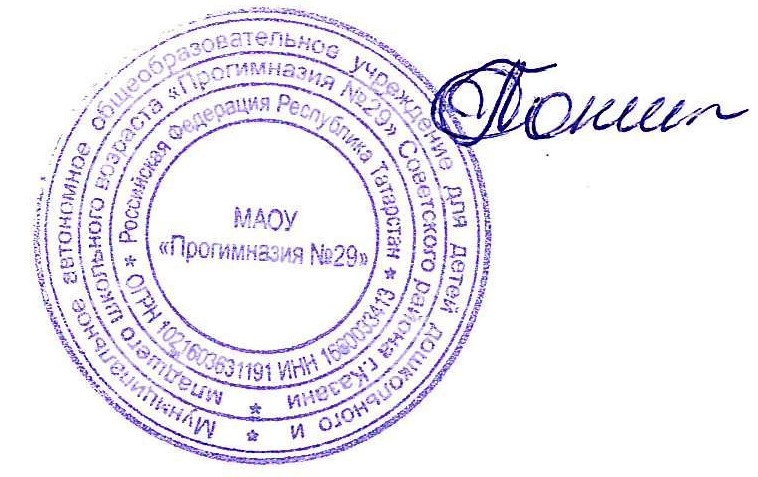 Муниципальное автономное общеобразовательное учреждение для детей дошкольного и
младшего школьного возраста «Прогимназия №29» Советского района г.Казани
Российская Федерация Республика Татарстан
ОГРН 1021603631191 ИНН 1660033413
МАОУ
«Прогимназия №29»